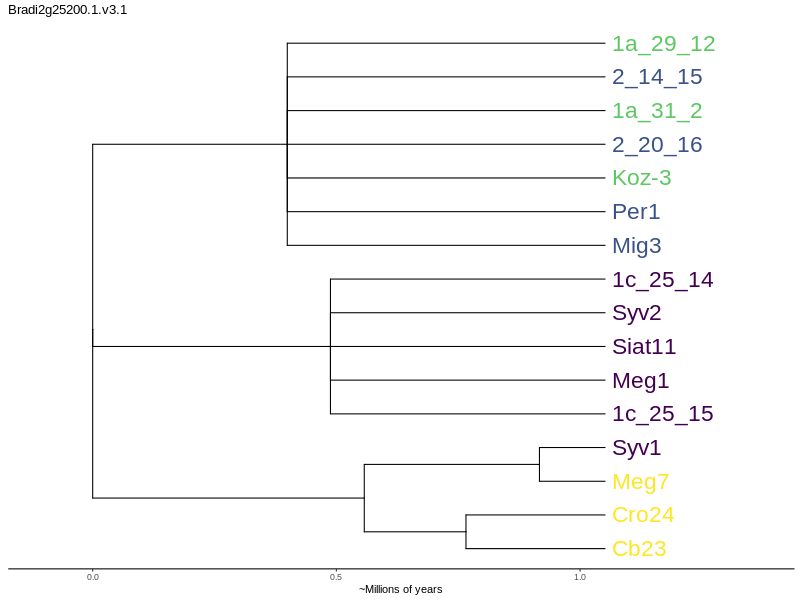 Bradi2g25200.1.v3.1
1a_29_12
2_14_15
1a_31_2
2_20_16
Koz-3
Per1
Mig3
1c_25_14
Syv2
Siat11
Meg1
1c_25_15
Syv1
Meg7
Cro24
Cb23
0.0 0.5 1.0
~Millions of years